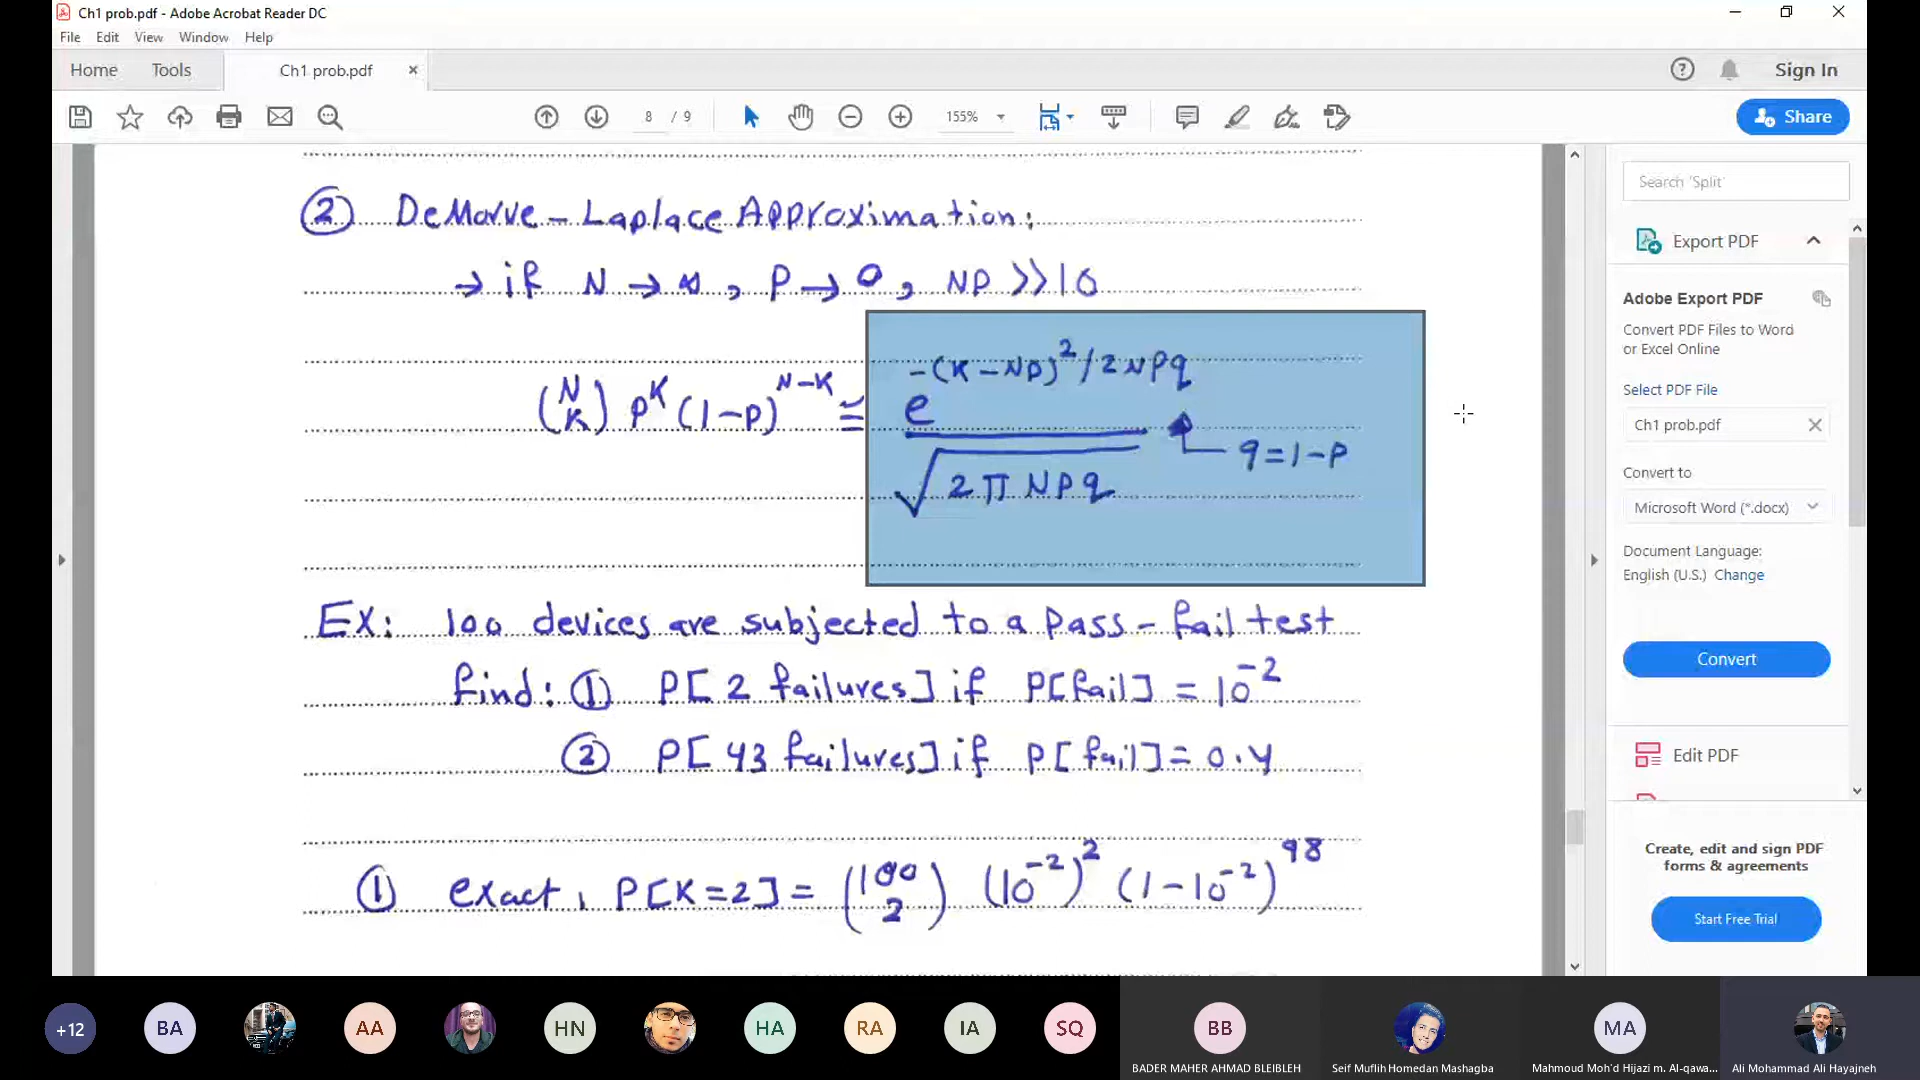 Ch1 prob.pdf - Adobe Acrobat Reader DC
File Edit View Window Help
Home Tools Ch1 prob.pdf × Sign In
8 / 9 155% Share
② DeMorve - Laplace Approximation:
→ if N → ∞, P → 0, NP >> 10
(N K) P^K (1-P)^{N-K} ≅ e^{-(K-NP)^2/2NPq} / √(2π NPq) q=1-P
Ex: 100 devices are subjected to a Pass - fail test
find: ① P[2 failures] if P[fail] = 10^-2
② P[43 failures] if P[fail] = 0.4
① exact, P[K=2] = (100 2) (10^-2)^2 (1-10^-2)^98
Search 'Split'
Export PDF
Adobe Export PDF
Convert PDF Files to Word
or Excel Online
Select PDF File
Ch1 prob.pdf
Convert to
Microsoft Word (*.docx)
Document Language:
English (U.S.) Change
Convert
Edit PDF
Create, edit and sign PDF
forms & agreements
Start Free Trial
+12 BA AA HN HA RA IA SQ BB MA
BADER MAHER AHMAD BLEIBLEH Seif Muflih Homedan Mashagba Mahmoud Moh'd Hijazi m. Al-qawa... Ali Mohammad Ali Hayajneh